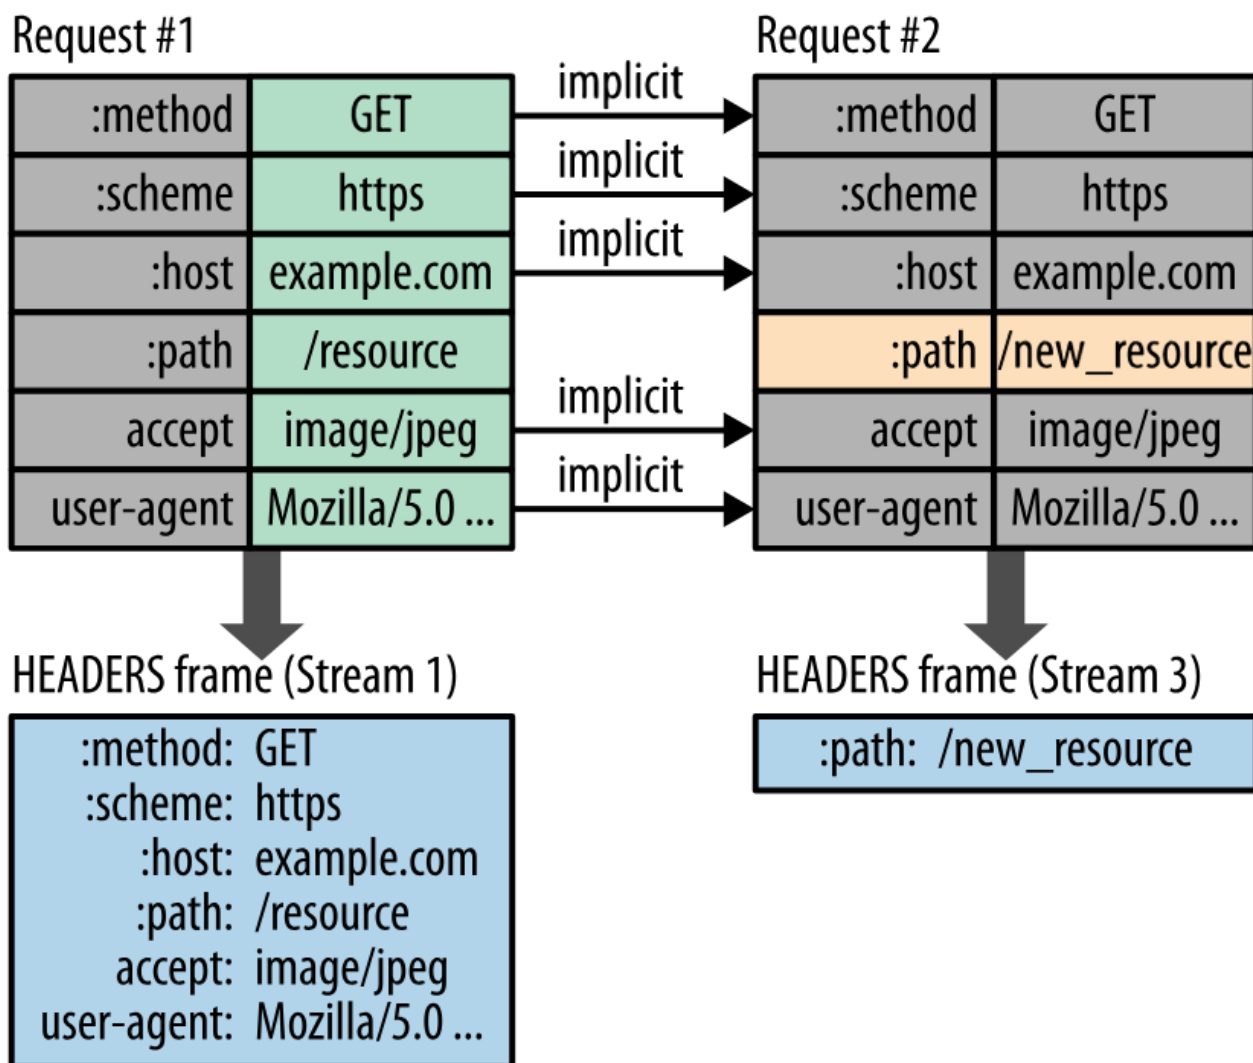 Request #1
:method GET
:scheme https
:host example.com
:path /resource
accept image/jpeg
user-agent Mozilla/5.0 ...
implicit
implicit
implicit
implicit
implicit
Request #2
:method GET
:scheme https
:host example.com
:path /new_resource
accept image/jpeg
user-agent Mozilla/5.0 ...
HEADERS frame (Stream 1)
:method: GET
:scheme: https
:host: example.com
:path: /resource
accept: image/jpeg
user-agent: Mozilla/5.0 ...
HEADERS frame (Stream 3)
:path: /new_resource